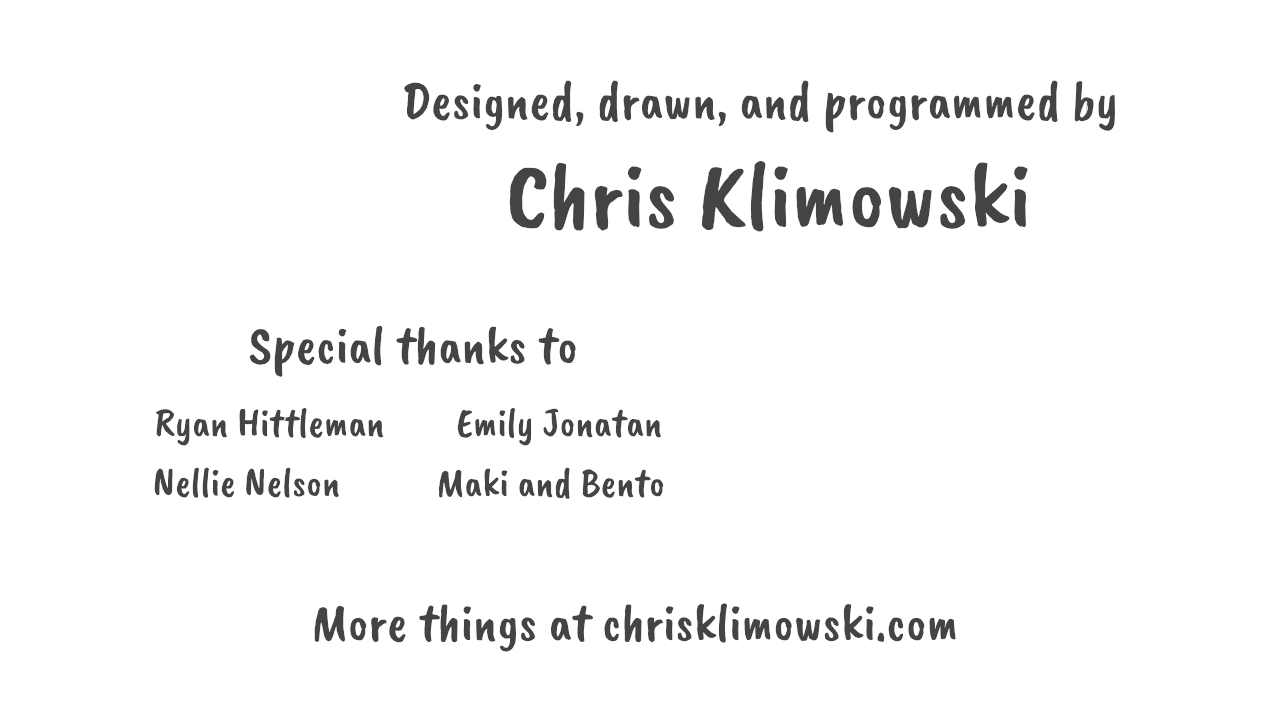 Designed, drawn, and programmed by
Chris Klimowski
Special thanks to
Ryan Hittleman Emily Jonatan
Nellie Nelson Maki and Bento
More things at chrisklimowski.com